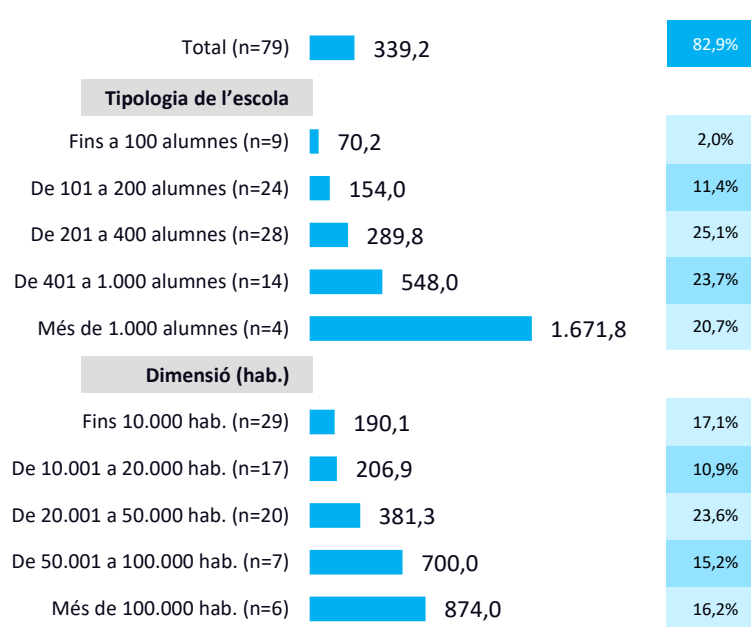 Total (n=79) 339,2 82,9%
Tipologia de l’escola
Fins a 100 alumnes (n=9) 70,2 2,0%
De 101 a 200 alumnes (n=24) 154,0 11,4%
De 201 a 400 alumnes (n=28) 289,8 25,1%
De 401 a 1.000 alumnes (n=14) 548,0 23,7%
Més de 1.000 alumnes (n=4) 1.671,8 20,7%
Dimensió (hab.)
Fins 10.000 hab. (n=29) 190,1 17,1%
De 10.001 a 20.000 hab. (n=17) 206,9 10,9%
De 20.001 a 50.000 hab. (n=20) 381,3 23,6%
De 50.001 a 100.000 hab. (n=7) 700,0 15,2%
Més de 100.000 hab. (n=6) 874,0 16,2%